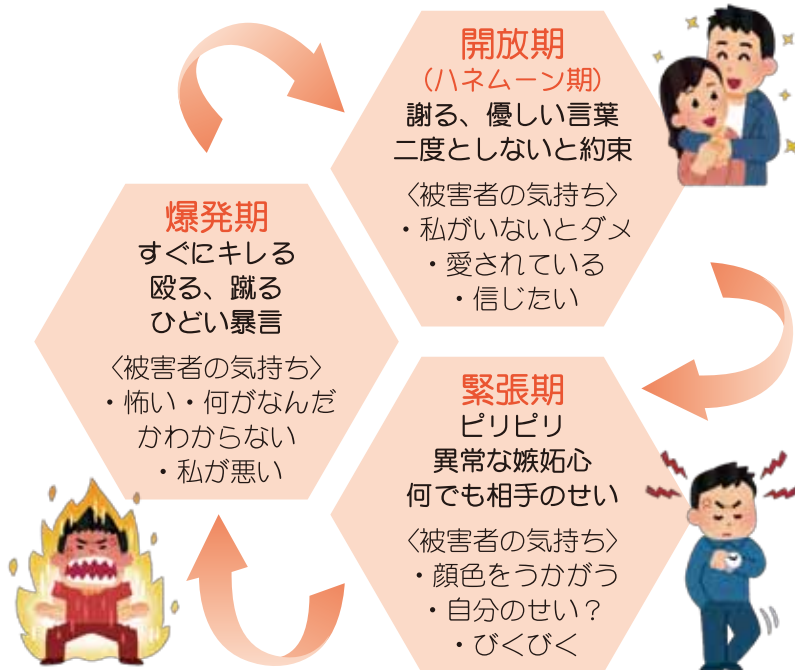 開放期
(ハネムーン期)
謝る、優しい言葉
二度としないと約束
〈被害者の気持ち〉
・私がいないとダメ
・愛されている
・信じたい
爆発期
すぐにキレる
殴る、蹴る
ひどい暴言
〈被害者の気持ち〉
・怖い・何がなんだ
かわからない
・私が悪い
緊張期
ピリピリ
異常な嫉妬心
何でも相手のせい
〈被害者の気持ち〉
・顔色をうかがう
・自分のせい？
・びくびく